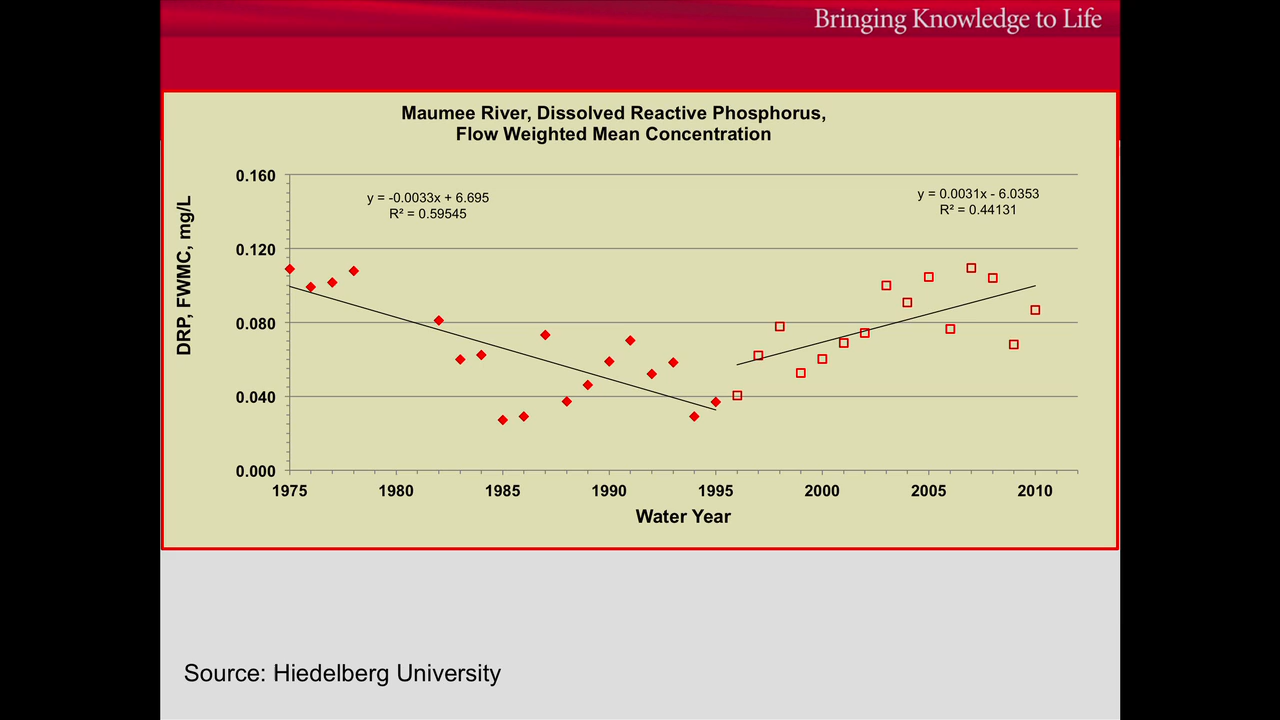 Bringing Knowledge to Life
Maumee River, Dissolved Reactive Phosphorus,
Flow Weighted Mean Concentration
y = -0.0033x + 6.695
R² = 0.59545
y = 0.0031x - 6.0353
R² = 0.44131
DRP, FWMC, mg/L
0.160
0.120
0.080
0.040
0.000
1975 1980 1985 1990 1995 2000 2005 2010
Water Year
Source: Hiedelberg University